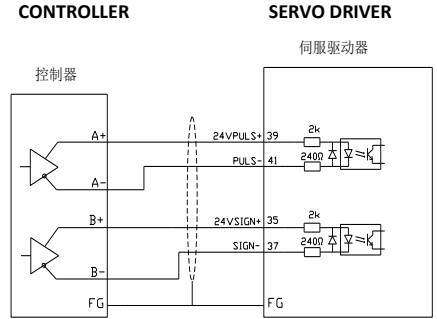 CONTROLLER
SERVO DRIVER
伺服驱动器
控制器
A+
24VPULS+ 39
2k
PULS- 41
240Ω
A-
B+
24VSIGN+ 35
2k
SIGN- 37
240Ω
B-
FG
FG